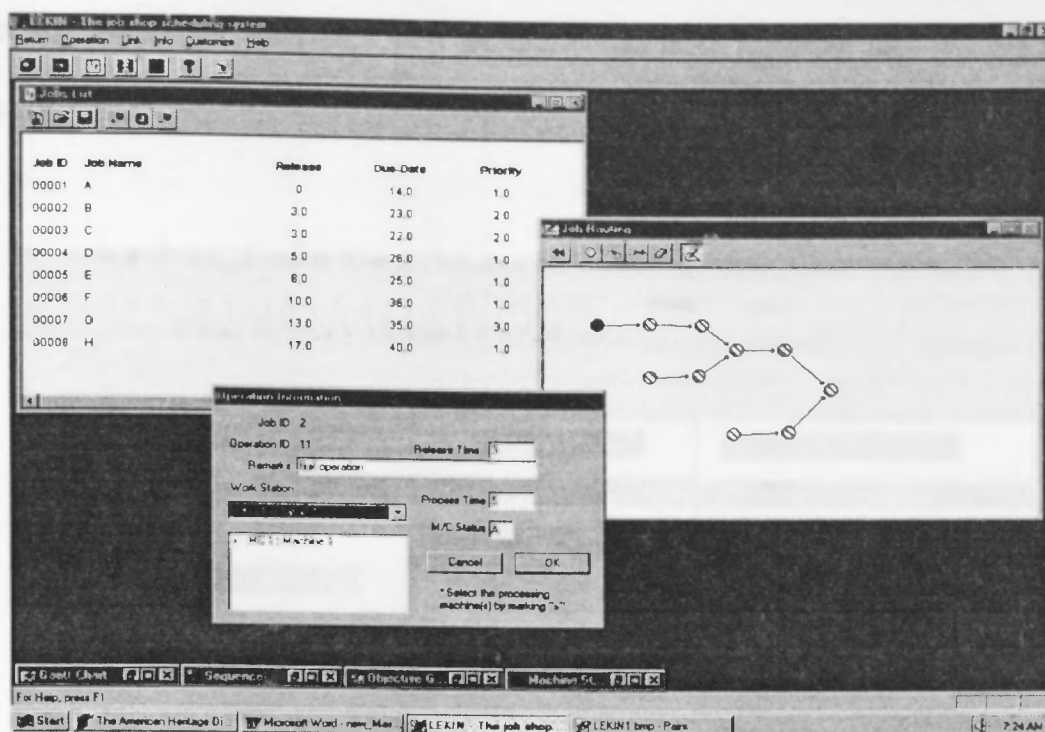 LEKIN - The job shop scheduling system
Return Operation Link Info Customize Help
Jobs List
Job ID Job Name Release Due-Date Priority
00001 A 0 14.0 1.0
00002 B 3.0 23.0 2.0
00003 C 3.0 22.0 2.0
00004 D 5.0 26.0 1.0
00005 E 8.0 25.0 1.0
00006 F 10.0 36.0 1.0
00007 G 13.0 35.0 3.0
00008 H 17.0 40.0 1.0
Job Routing
Operation Information
Job ID 2
Operation ID 11
Release Time 3
Remarks operation
Work Station
Process Time
M/C Status A
Machine 1
Cancel OK
* Select the processing
machine(s) by marking "x"
Gantt Chart Sequence Objective G... Machine St...
For Help, press F1
Start The American Heritage Di... Microsoft Word - new_Mas... LEKIN - The job shop... LEKIN1.bmp - Paint 7:24 AM